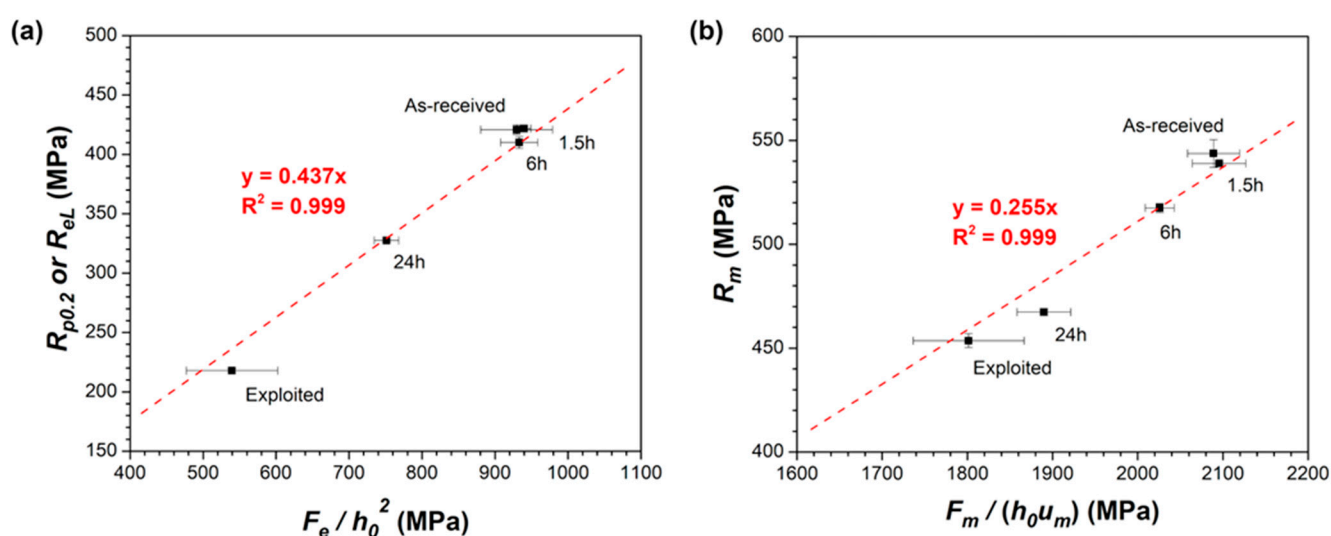 (a)
500
450
400
350
300
250
200
150
R_p0.2 or R_eL (MPa)
As-received
1.5h
6h
y = 0.437x
R² = 0.999
24h
Exploited
400 500 600 700 800 900 1000 1100
F_e / h_0² (MPa)
(b)
600
550
500
450
400
R_m (MPa)
As-received
1.5h
y = 0.255x
R² = 0.999
6h
24h
Exploited
1600 1700 1800 1900 2000 2100 2200
F_m / (h_0u_m) (MPa)